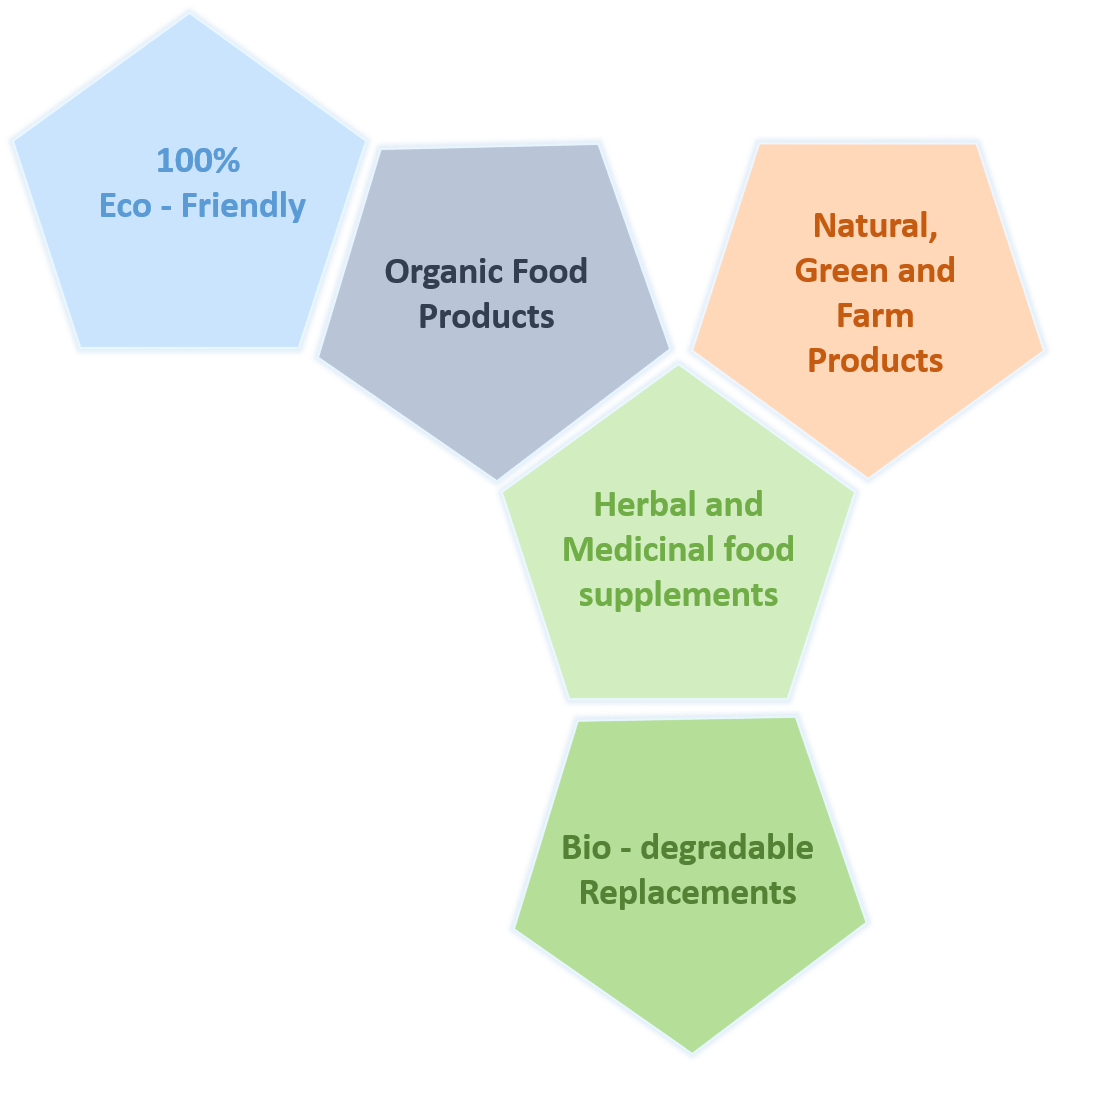 100%
Eco - Friendly
Organic Food
Products
Natural,
Green and
Farm
Products
Herbal and
Medicinal food
supplements
Bio - degradable
Replacements